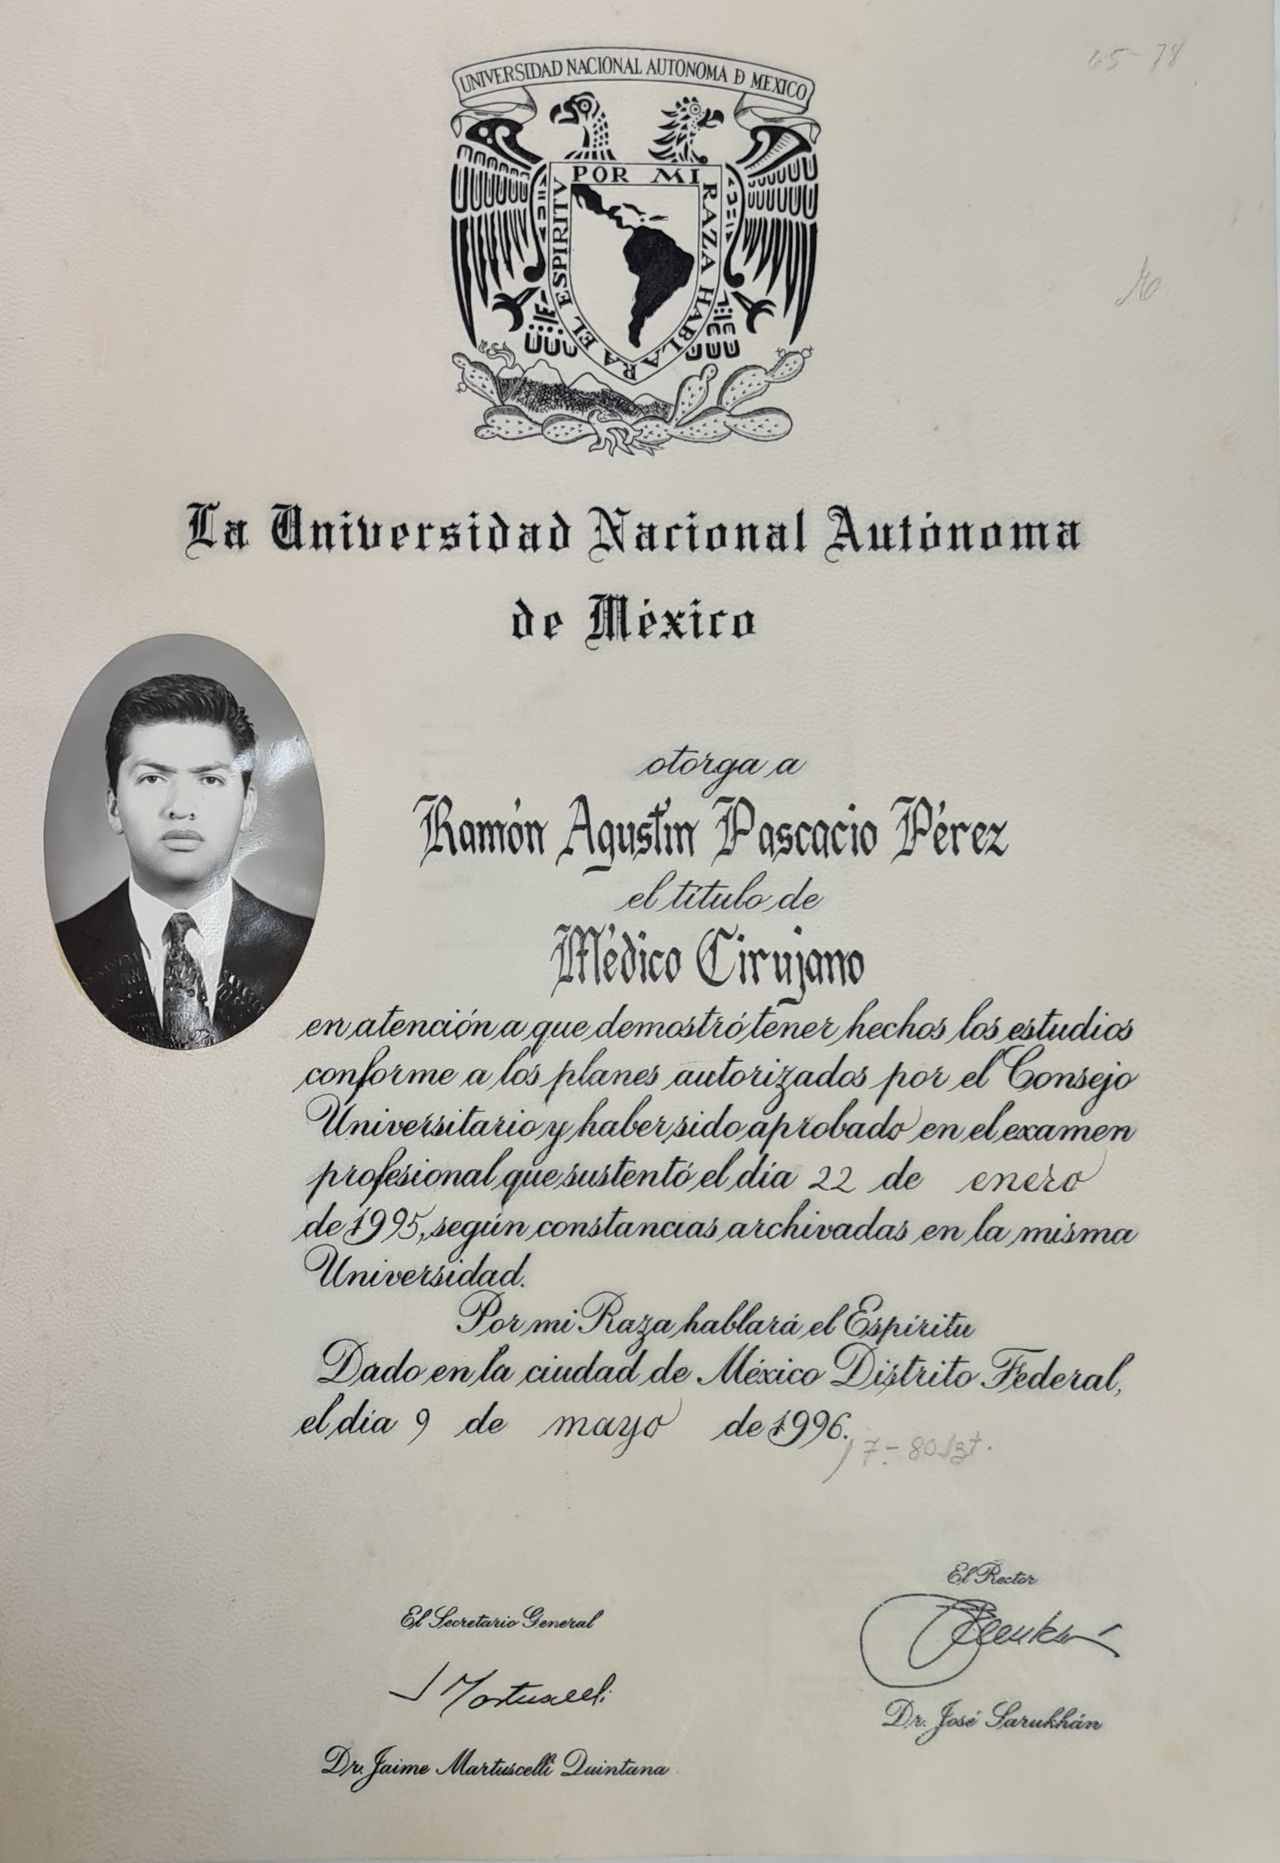 UNIVERSIDAD NACIONAL AUTONOMA D MEXICO
POR MI RAZA HABLARA EL ESPIRITV
65-78
La Universidad Nacional Autónoma
de México
otorga a
Ramón Agustín Pascacio Pérez
el título de
Médico Cirujano
en atención a que demostró tener hechos los estudios
conforme a los planes autorizados por el Consejo
Universitario y haber sido aprobado en el examen
profesional que sustentó el día 22 de enero
de 1995, según constancias archivadas en la misma
Universidad.
Por mi Raza hablará el Espíritu
Dado en la ciudad de México Distrito Federal,
el día 9 de mayo de 1996.
El Rector
El Secretario General
J Martuscelli
Dr. José Sarukhán
Dr. Jaime Martuscelli Quintana